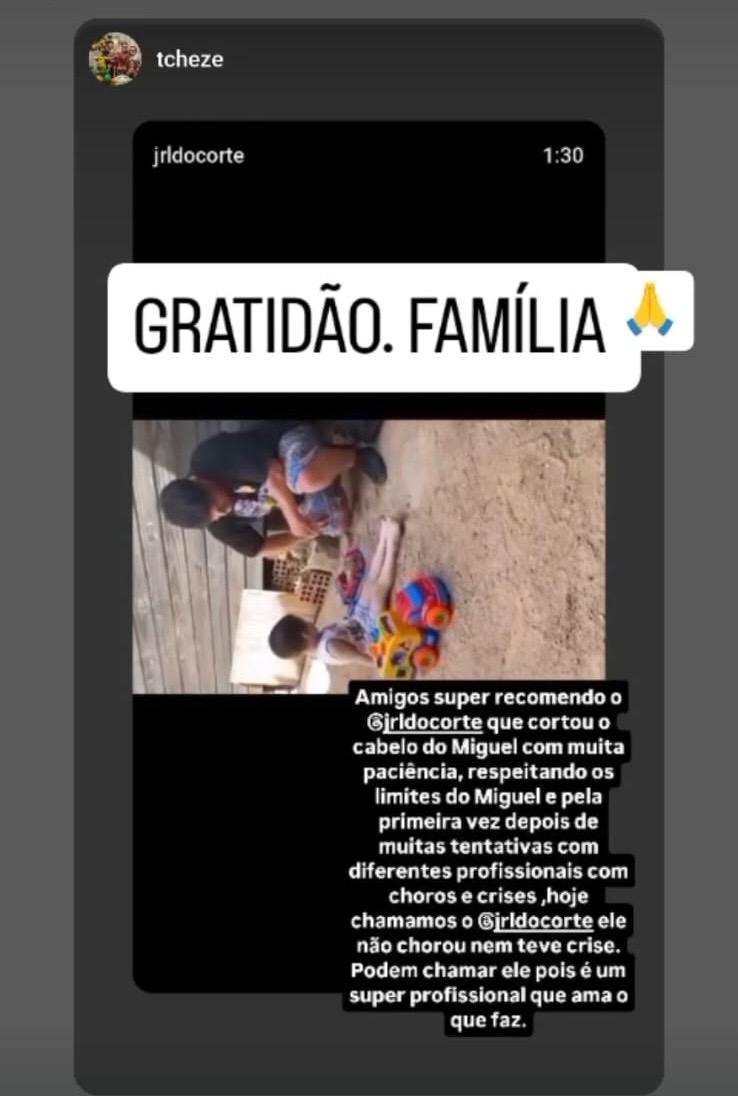 tcheze
jrldocorte
1:30
GRATIDÃO. FAMÍLIA 🙏
Amigos super recomendo o
@jrldocorte que cortou o
cabelo do Miguel com muita
paciência, respeitando os
limites do Miguel e pela
primeira vez depois de
muitas tentativas com
diferentes profissionais com
choros e crises ,hoje
chamamos o @jrldocorte ele
não chorou nem teve crise.
Podem chamar ele pois é um
super profissional que ama o
que faz.